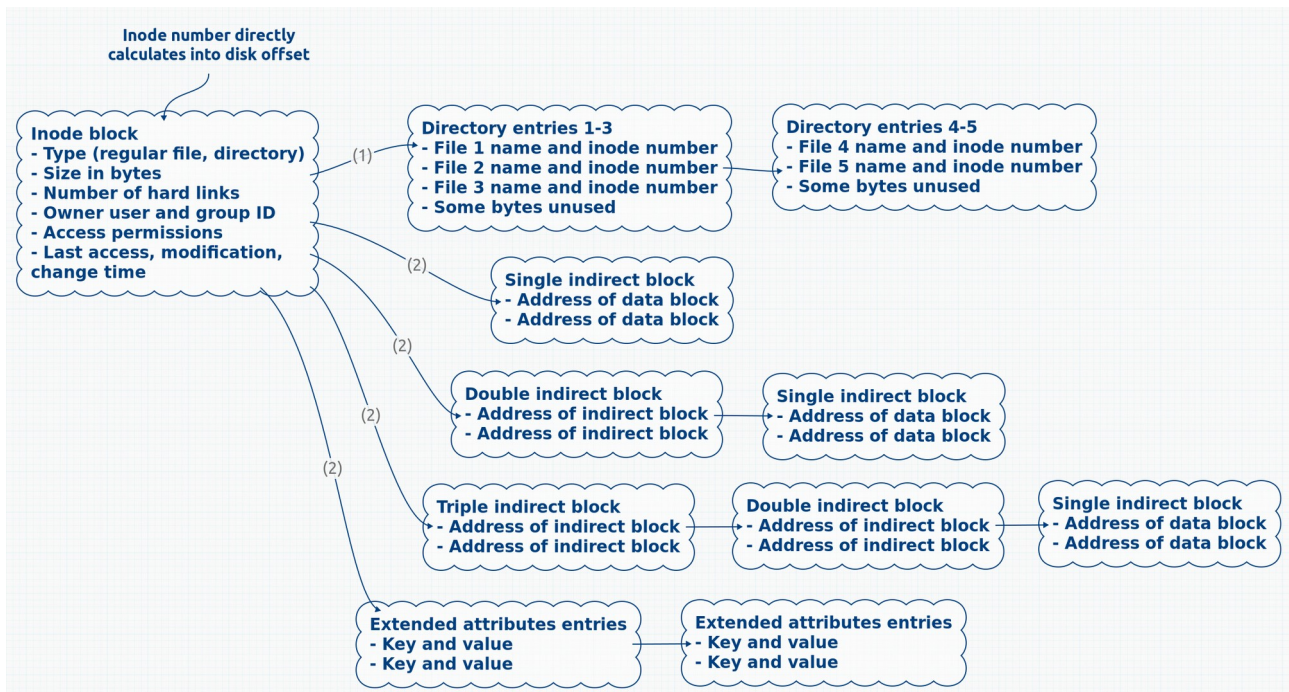 Inode number directly
calculates into disk offset
Inode block
- Type (regular file, directory)
- Size in bytes
- Number of hard links
- Owner user and group ID
- Access permissions
- Last access, modification,
change time
(1)
Directory entries 1-3
- File 1 name and inode number
- File 2 name and inode number
- File 3 name and inode number
- Some bytes unused
Directory entries 4-5
- File 4 name and inode number
- File 5 name and inode number
- Some bytes unused
(2)
Single indirect block
- Address of data block
- Address of data block
(2)
Double indirect block
- Address of indirect block
- Address of indirect block
Single indirect block
- Address of data block
- Address of data block
(2)
Triple indirect block
- Address of indirect block
- Address of indirect block
Double indirect block
- Address of indirect block
- Address of indirect block
Single indirect block
- Address of data block
- Address of data block
(2)
Extended attributes entries
- Key and value
- Key and value
Extended attributes entries
- Key and value
- Key and value